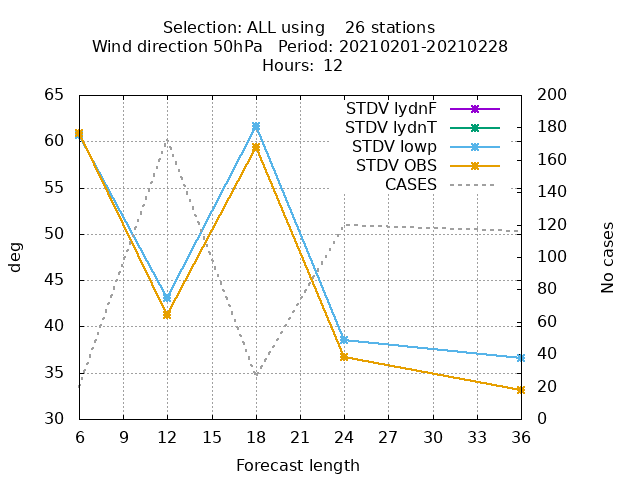 Selection: ALL using    26 stations
Wind direction 50hPa   Period: 20210201-20210228
Hours:  12
STDV lydnF
STDV lydnT
STDV lowp
STDV OBS
CASES
65
60
55
50
45
40
35
30
deg
200
180
160
140
120
100
80
60
40
20
0
No cases
6 9 12 15 18 21 24 27 30 33 36
Forecast length